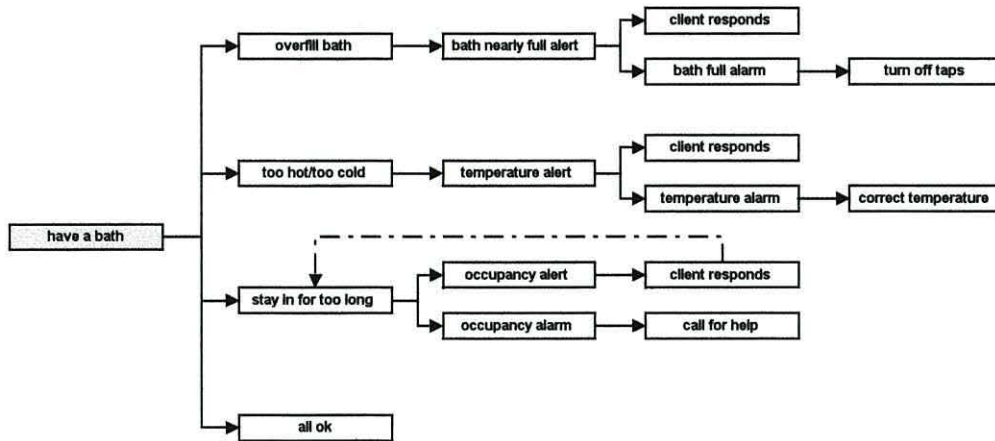 client responds
overfill bath
bath nearly full alert
bath full alarm
turn off taps
client responds
too hot/too cold
temperature alert
temperature alarm
correct temperature
have a bath
occupancy alert
client responds
stay in for too long
occupancy alarm
call for help
all ok